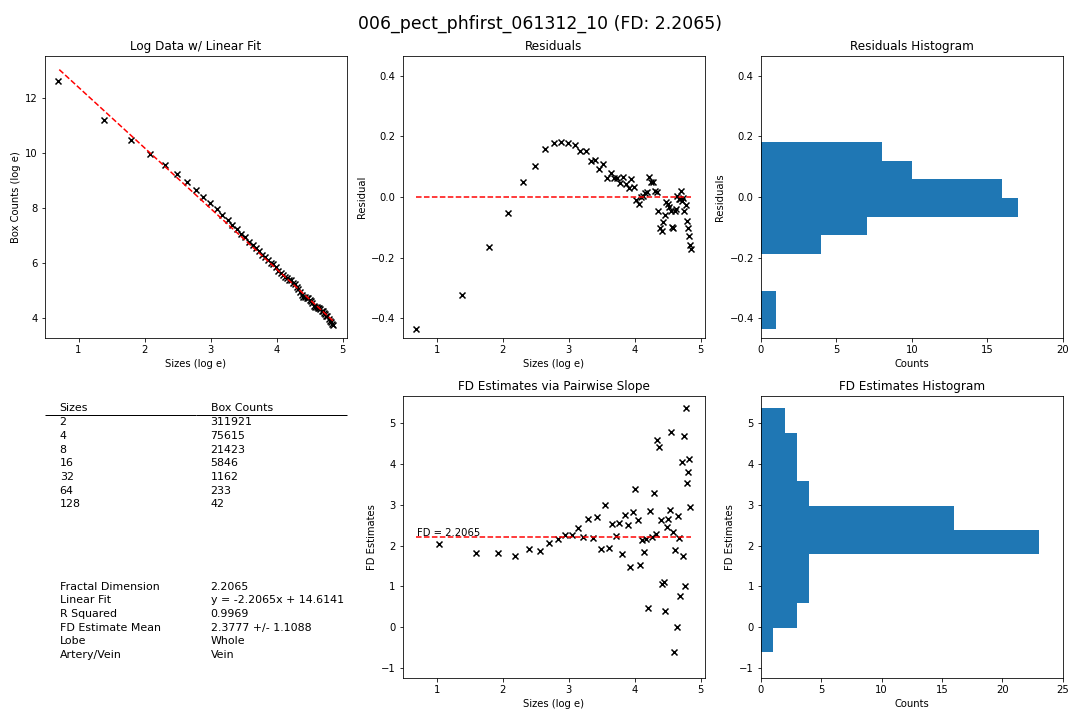 006_pect_phfirst_061312_10 (FD: 2.2065)
Log Data w/ Linear Fit
Box Counts (log e)
12
10
8
6
4
1 2 3 4 5
Sizes (log e)
Residuals
Residual
0.4
0.2
0.0
−0.2
−0.4
1 2 3 4 5
Sizes (log e)
Residuals Histogram
Residuals
0.4
0.2
0.0
−0.2
−0.4
0 5 10 15 20
Counts
Sizes Box Counts
2 311921
4 75615
8 21423
16 5846
32 1162
64 233
128 42
Fractal Dimension 2.2065
Linear Fit y = -2.2065x + 14.6141
R Squared 0.9969
FD Estimate Mean 2.3777 +/- 1.1088
Lobe Whole
Artery/Vein Vein
FD Estimates via Pairwise Slope
FD Estimates
5
4
3
2
1
0
−1
FD = 2.2065
1 2 3 4 5
Sizes (log e)
FD Estimates Histogram
FD Estimates
5
4
3
2
1
0
−1
0 5 10 15 20 25
Counts